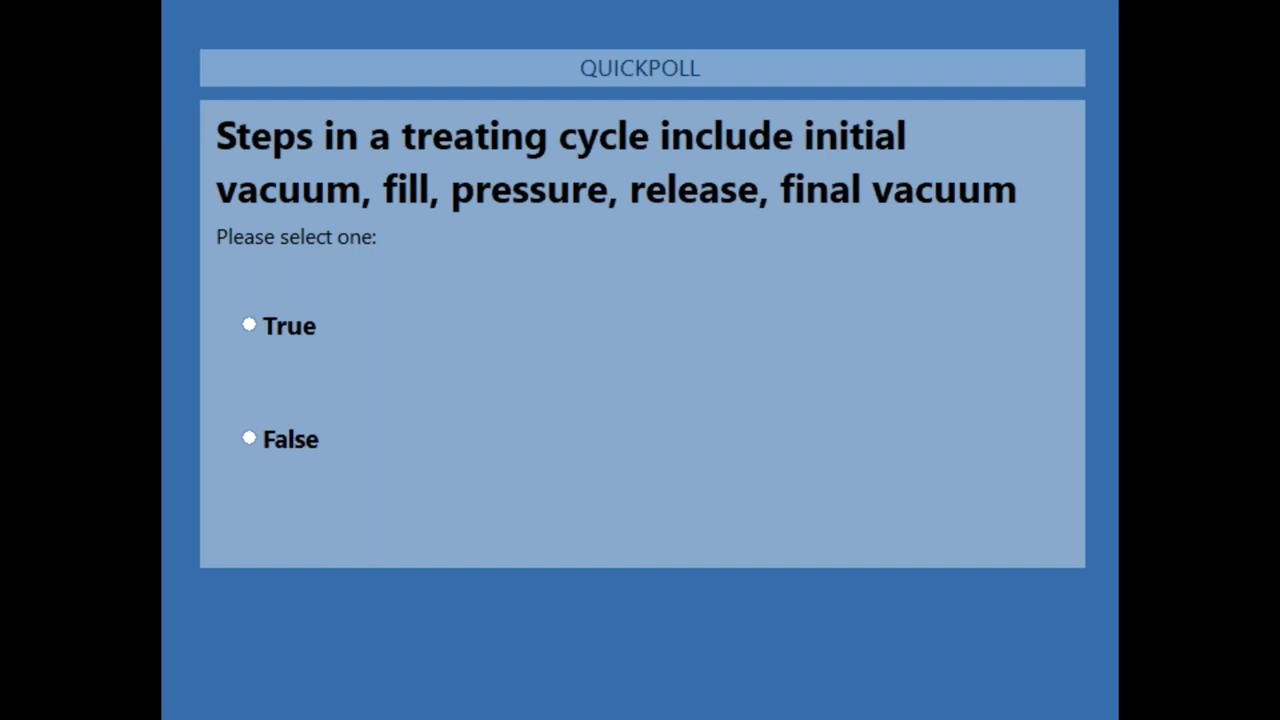 QUICKPOLL
Steps in a treating cycle include initial
vacuum, fill, pressure, release, final vacuum
Please select one:
True
False